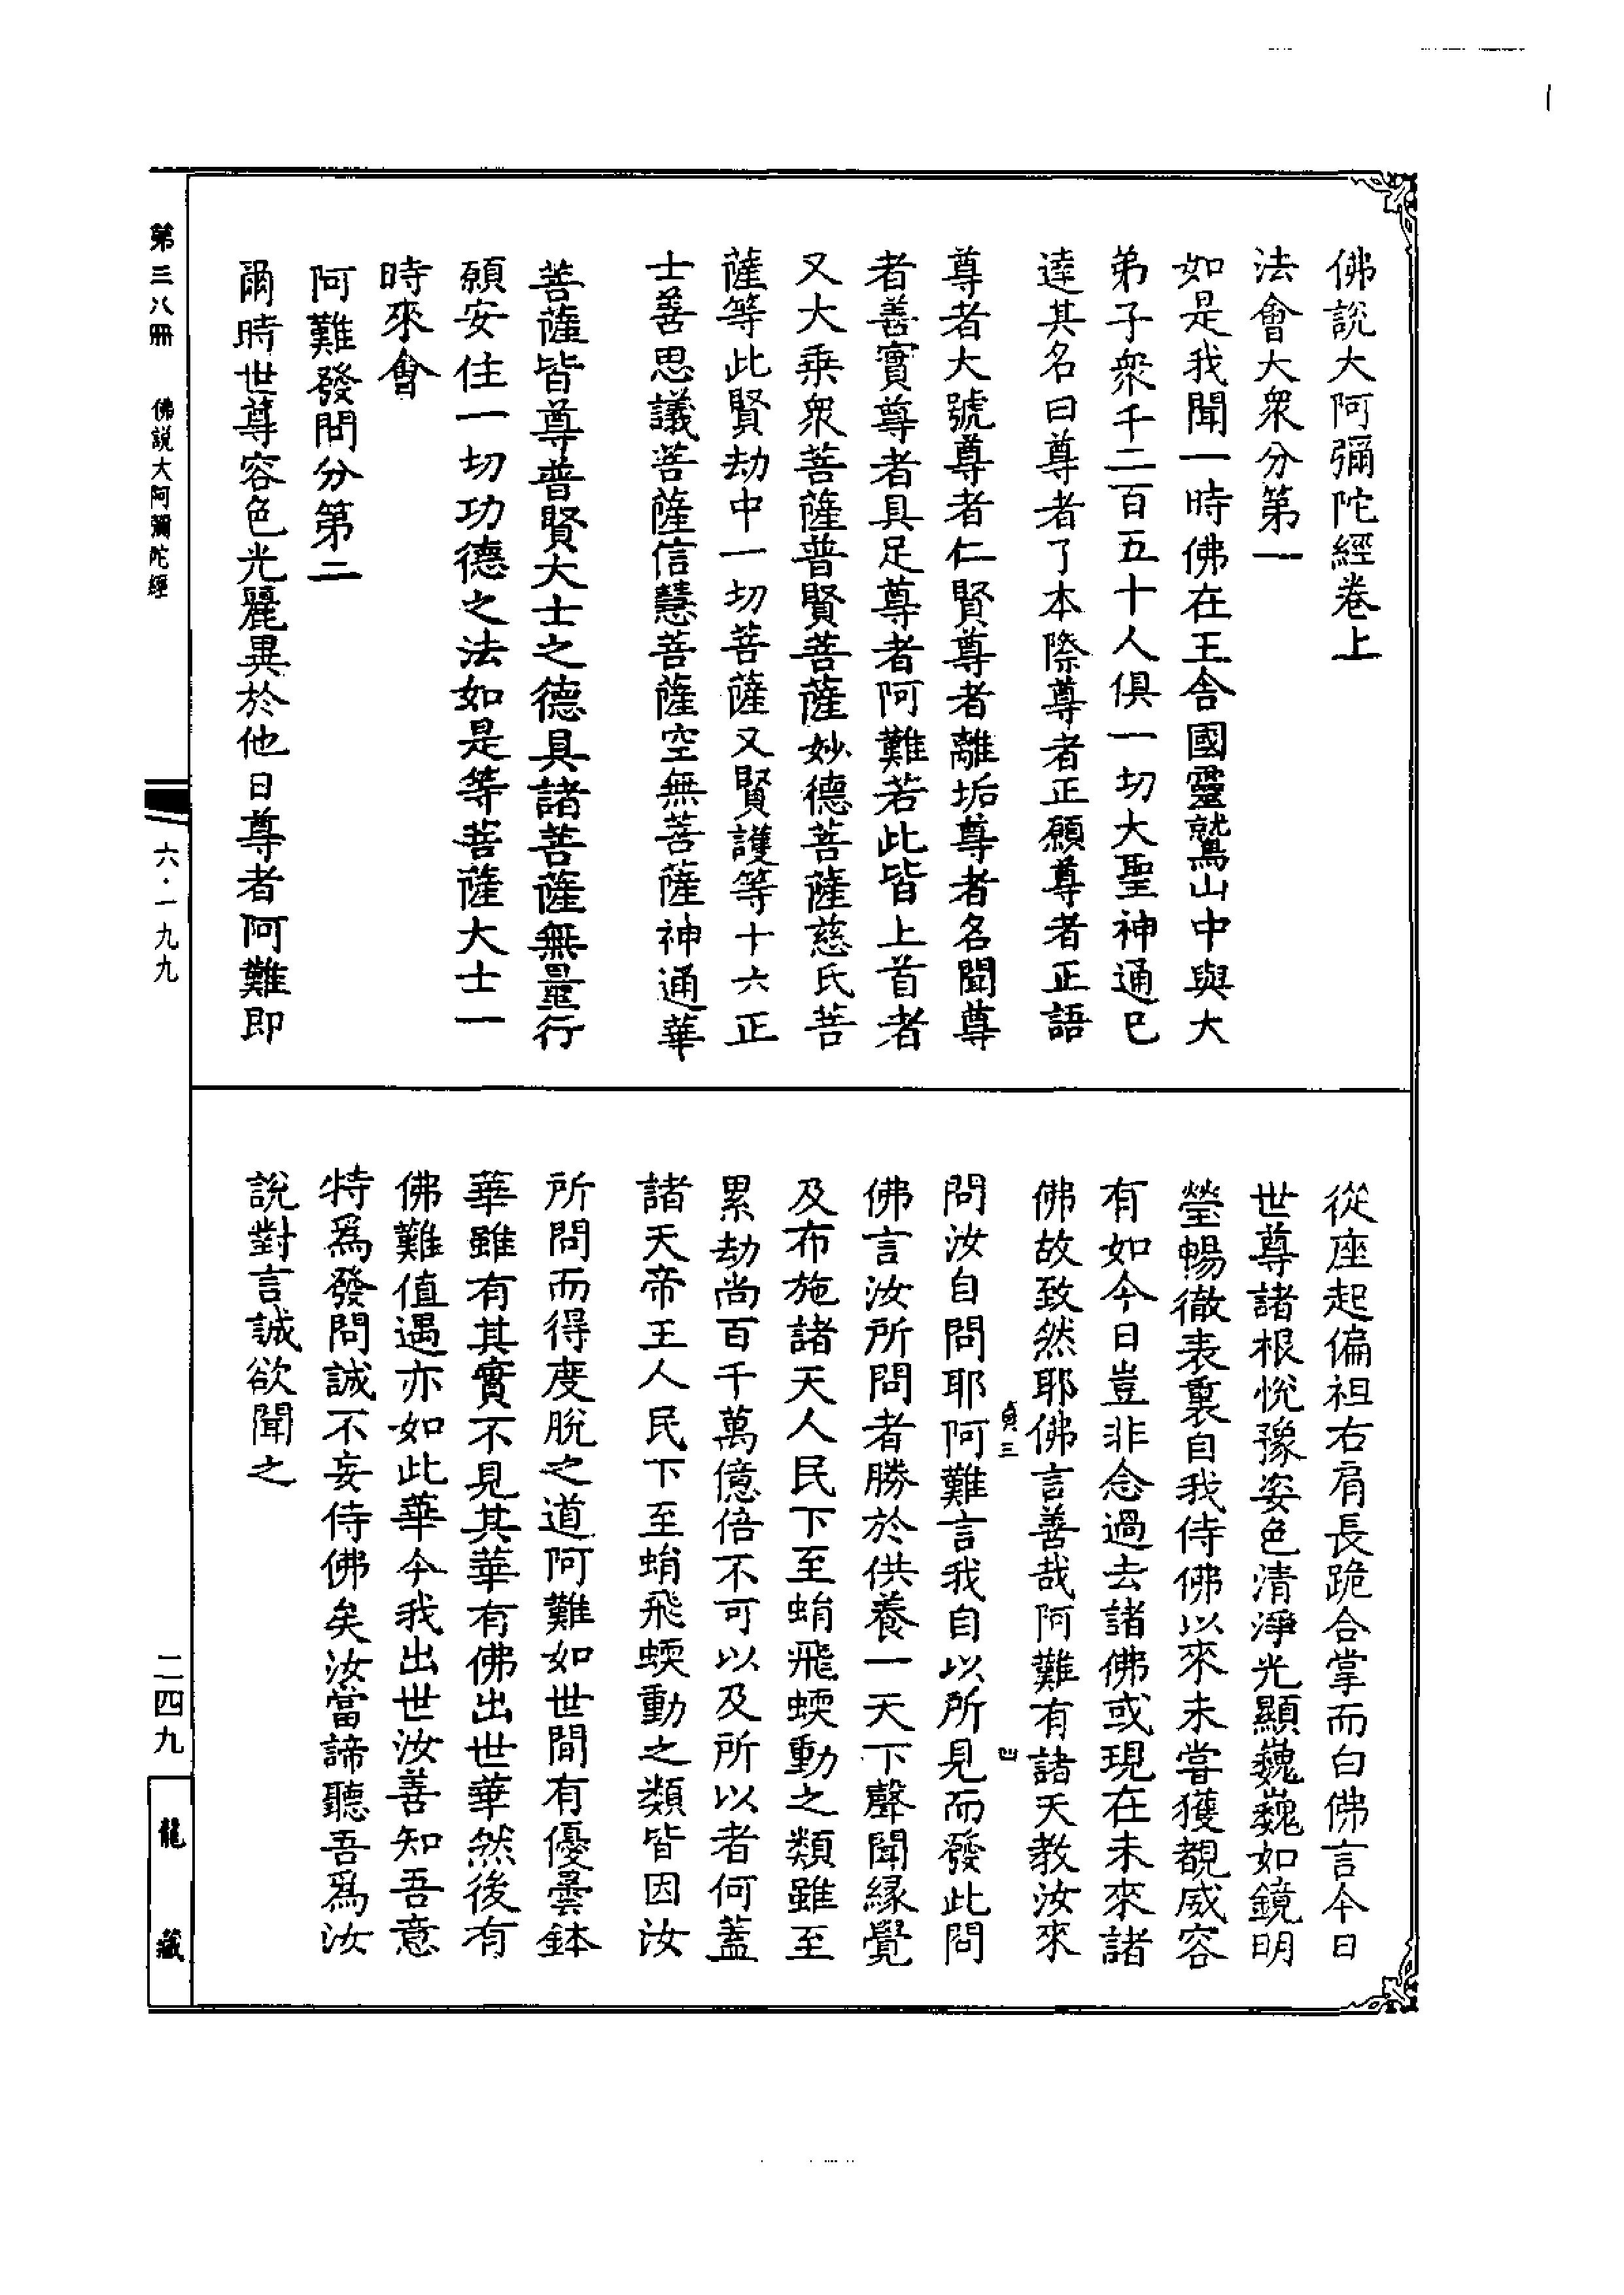 佛說大阿彌陀經卷上
法會大衆分第一
如是我聞一時佛在王舍國靈鷲山中與大
弟子衆千二百五十人俱一切大聖神通已
達其名曰尊者了本際尊者正願尊者正語
尊者大號尊者仁賢尊者離垢尊者名聞尊
者善實尊者具足尊者阿難若此皆上首者
又大乘衆菩薩普賢菩薩妙德菩薩慈氏菩
薩等此賢劫中一切菩薩又賢護等十六正
士善思議菩薩信慧菩薩空無菩薩神通華
菩薩皆尊普賢大士之德具諸菩薩無量行
願安住一切功德之法如是等菩薩大士一
時來會
阿難發問分第二
爾時世尊容色光麗異於他日尊者阿難即
從座起偏袒右肩長跪合掌而白佛言今日
世尊諸根悅豫姿色清淨光顯巍巍如鏡明
瑩暢徹表裏自我侍佛以來未嘗獲覩威容
有如今日豈非念過去諸佛或現在未來諸
佛故致然耶佛言善哉阿難有諸天教汝來
貞三
凹
問汝自問耶阿難言我自以所見而發此問
佛言汝所問者勝於供養一天下聲聞緣覺
及布施諸天人民下至蜎飛蝡動之類雖至
累劫尚百千萬億倍不可以及所以者何蓋
諸天帝王人民下至蜎飛蝡動之類皆因汝
所問而得度脫之道阿難如世間有優曇鉢
華雖有其實不見其華有佛出世華然後有
佛難值遇亦如此華今我出世汝善知吾意
特爲發問誠不妄侍佛矣汝當諦聽吾爲汝
說對言誠欲聞之
第三八冊　佛說大阿彌陀經
六·一九九
二四九
龍藏